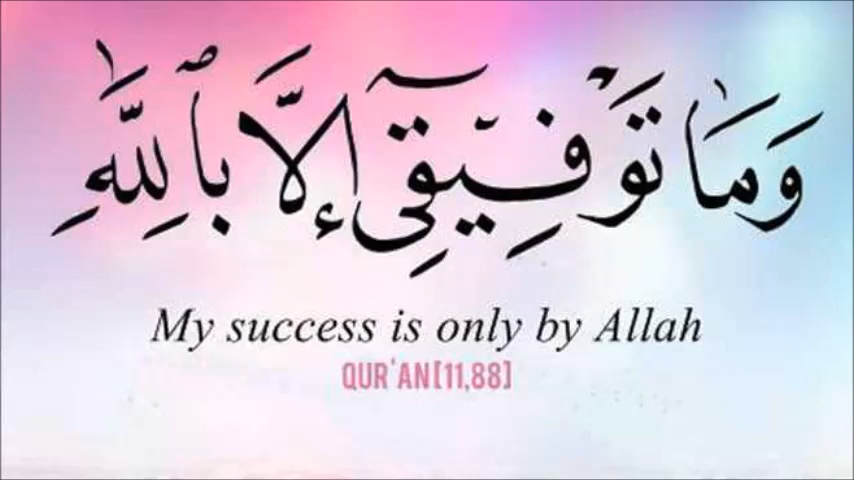 وَمَا تَوْفِيقِىٓ إِلَّا بِٱللَّهِ
My success is only by Allah
QUR'AN[11,88]